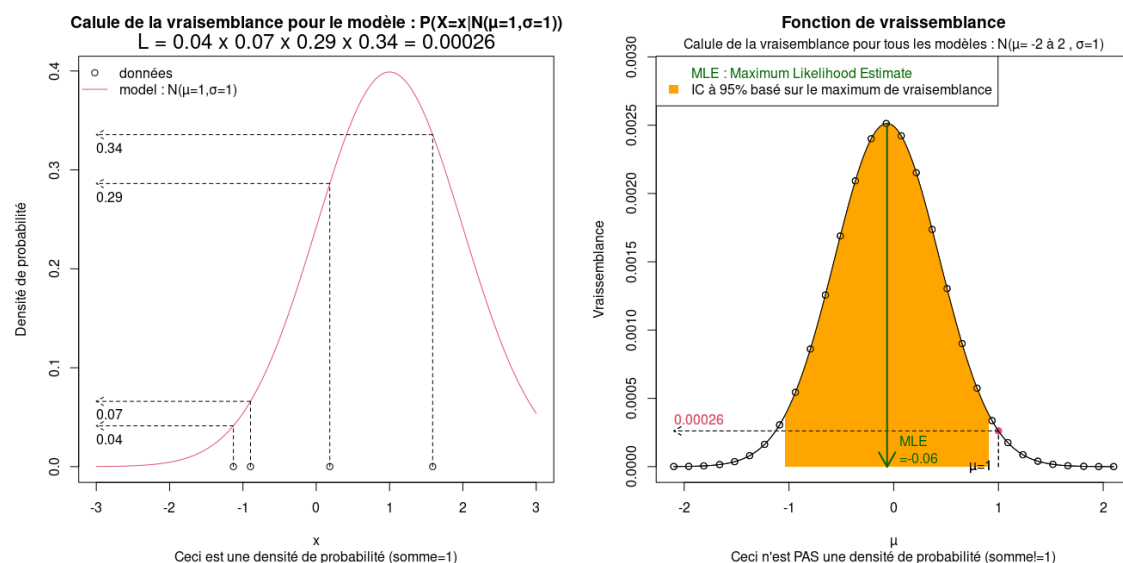 Calule de la vraisemblance pour le modèle : P(X=x|N(μ=1,σ=1))
L = 0.04 x 0.07 x 0.29 x 0.34 = 0.00026
données
model : N(μ=1,σ=1)
0.4
0.3
0.2
0.1
0.0
Densité de probabilité
0.34
0.29
0.07
0.04
-3
-2
-1
0
1
2
3
x
Ceci est une densité de probabilité (somme=1)
Fonction de vraissemblance
Calule de la vraisemblance pour tous les modèles : N(μ= -2 à 2 , σ=1)
MLE : Maximum Likelihood Estimate
IC à 95% basé sur le maximum de vraisemblance
0.0030
0.0025
0.0020
0.0015
0.0010
0.0005
0.0000
Vraissemblance
0.00026
MLE
=-0.06
μ=1
-2
-1
0
1
2
μ
Ceci n'est PAS une densité de probabilité (somme!=1)